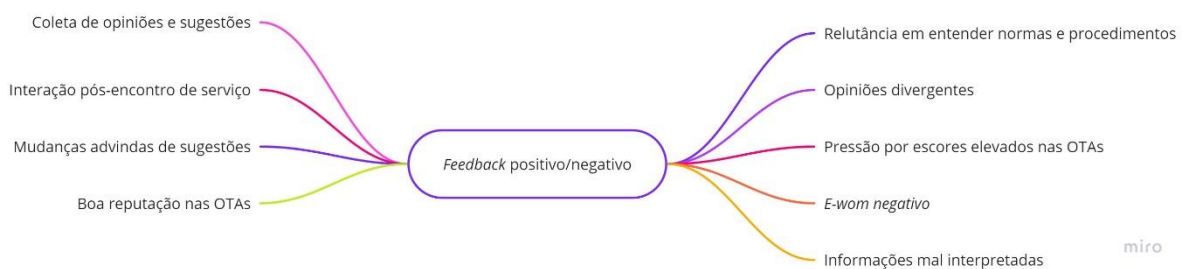 Coleta de opiniões e sugestões
Interação pós-encontro de serviço
Mudanças advindas de sugestões
Boa reputação nas OTAs
Feedback positivo/negativo
Relutância em entender normas e procedimentos
Opiniões divergentes
Pressão por escores elevados nas OTAs
E-wom negativo
Informações mal interpretadas
miro